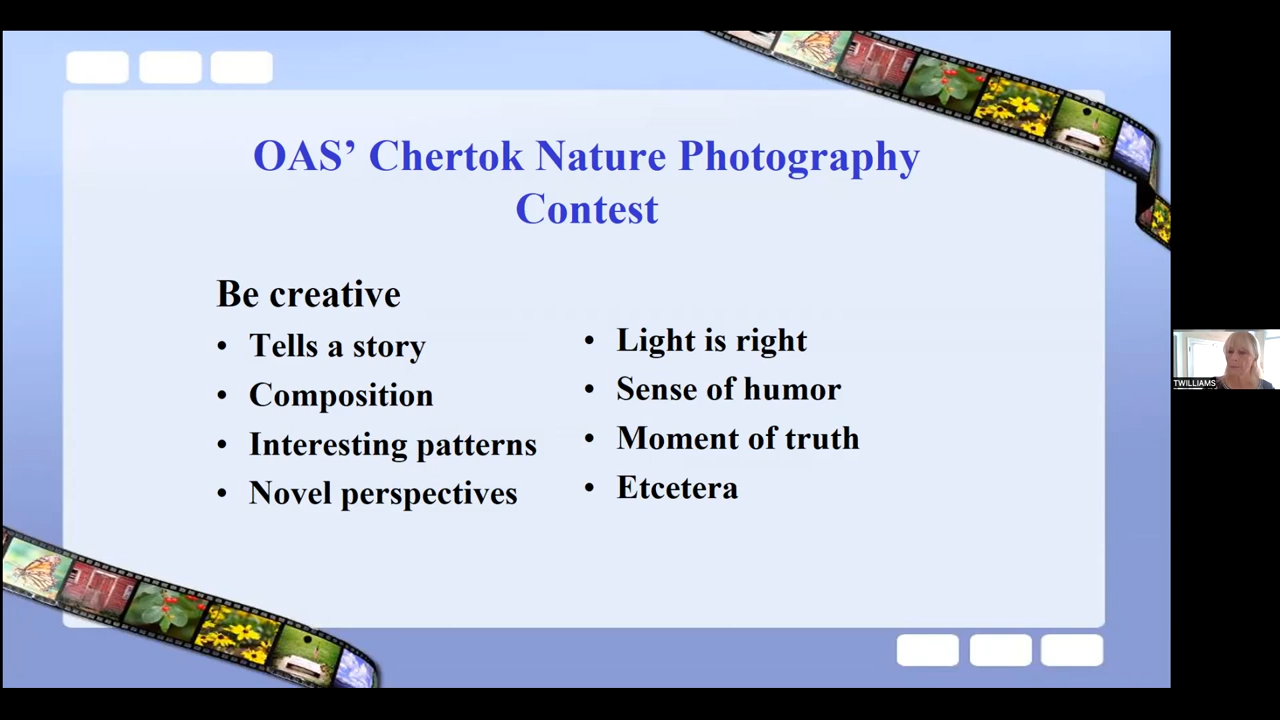 OAS’ Chertok Nature Photography
Contest
Be creative
• Tells a story
• Composition
• Interesting patterns
• Novel perspectives
• Light is right
• Sense of humor
• Moment of truth
• Etcetera
TWILLIAMS